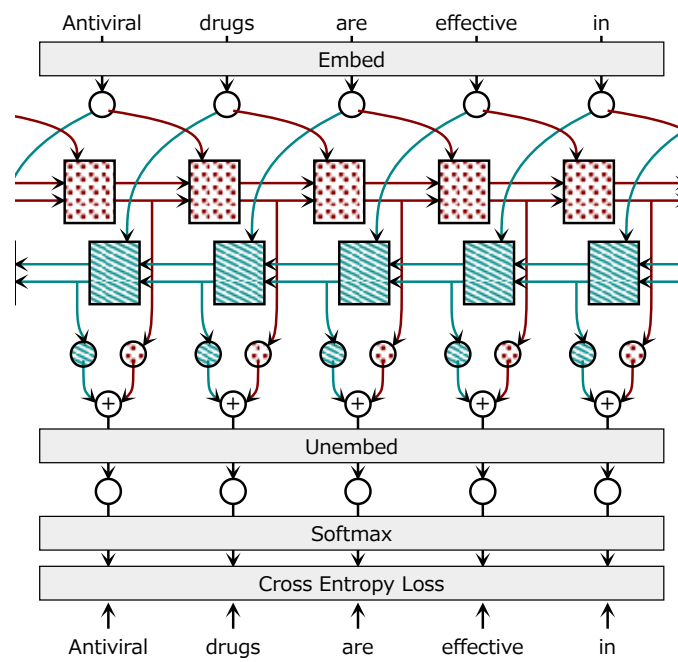 Antiviral drugs are effective in
Embed
+ + + + +
Unembed
Softmax
Cross Entropy Loss
Antiviral drugs are effective in